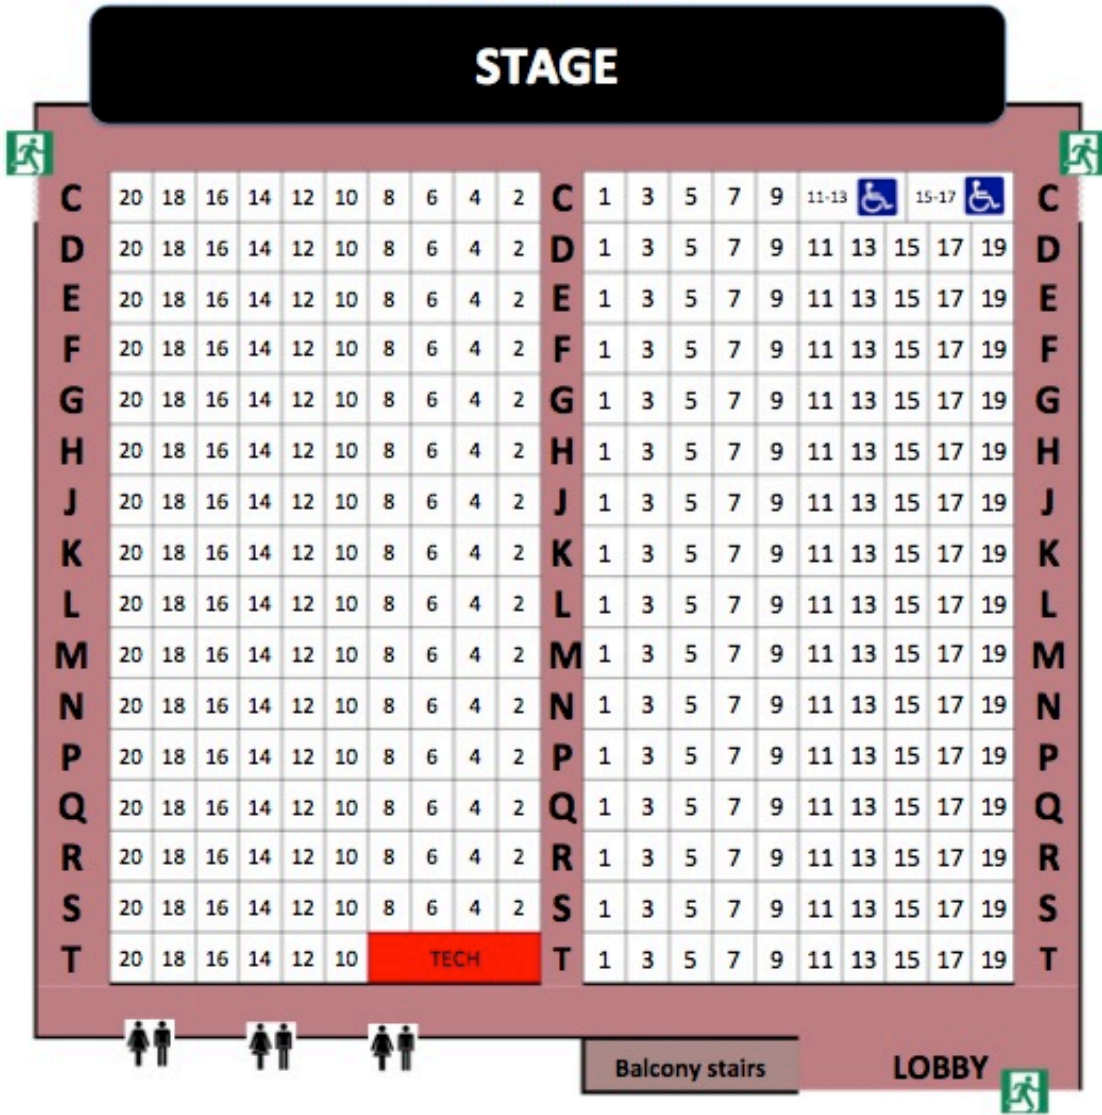 STAGE
C 20 18 16 14 12 10 8 6 4 2 C 1 3 5 7 9 11-13 15-17 C
D 20 18 16 14 12 10 8 6 4 2 D 1 3 5 7 9 11 13 15 17 19 D
E 20 18 16 14 12 10 8 6 4 2 E 1 3 5 7 9 11 13 15 17 19 E
F 20 18 16 14 12 10 8 6 4 2 F 1 3 5 7 9 11 13 15 17 19 F
G 20 18 16 14 12 10 8 6 4 2 G 1 3 5 7 9 11 13 15 17 19 G
H 20 18 16 14 12 10 8 6 4 2 H 1 3 5 7 9 11 13 15 17 19 H
J 20 18 16 14 12 10 8 6 4 2 J 1 3 5 7 9 11 13 15 17 19 J
K 20 18 16 14 12 10 8 6 4 2 K 1 3 5 7 9 11 13 15 17 19 K
L 20 18 16 14 12 10 8 6 4 2 L 1 3 5 7 9 11 13 15 17 19 L
M 20 18 16 14 12 10 8 6 4 2 M 1 3 5 7 9 11 13 15 17 19 M
N 20 18 16 14 12 10 8 6 4 2 N 1 3 5 7 9 11 13 15 17 19 N
P 20 18 16 14 12 10 8 6 4 2 P 1 3 5 7 9 11 13 15 17 19 P
Q 20 18 16 14 12 10 8 6 4 2 Q 1 3 5 7 9 11 13 15 17 19 Q
R 20 18 16 14 12 10 8 6 4 2 R 1 3 5 7 9 11 13 15 17 19 R
S 20 18 16 14 12 10 8 6 4 2 S 1 3 5 7 9 11 13 15 17 19 S
T 20 18 16 14 12 10 TECH T 1 3 5 7 9 11 13 15 17 19 T
Balcony stairs LOBBY